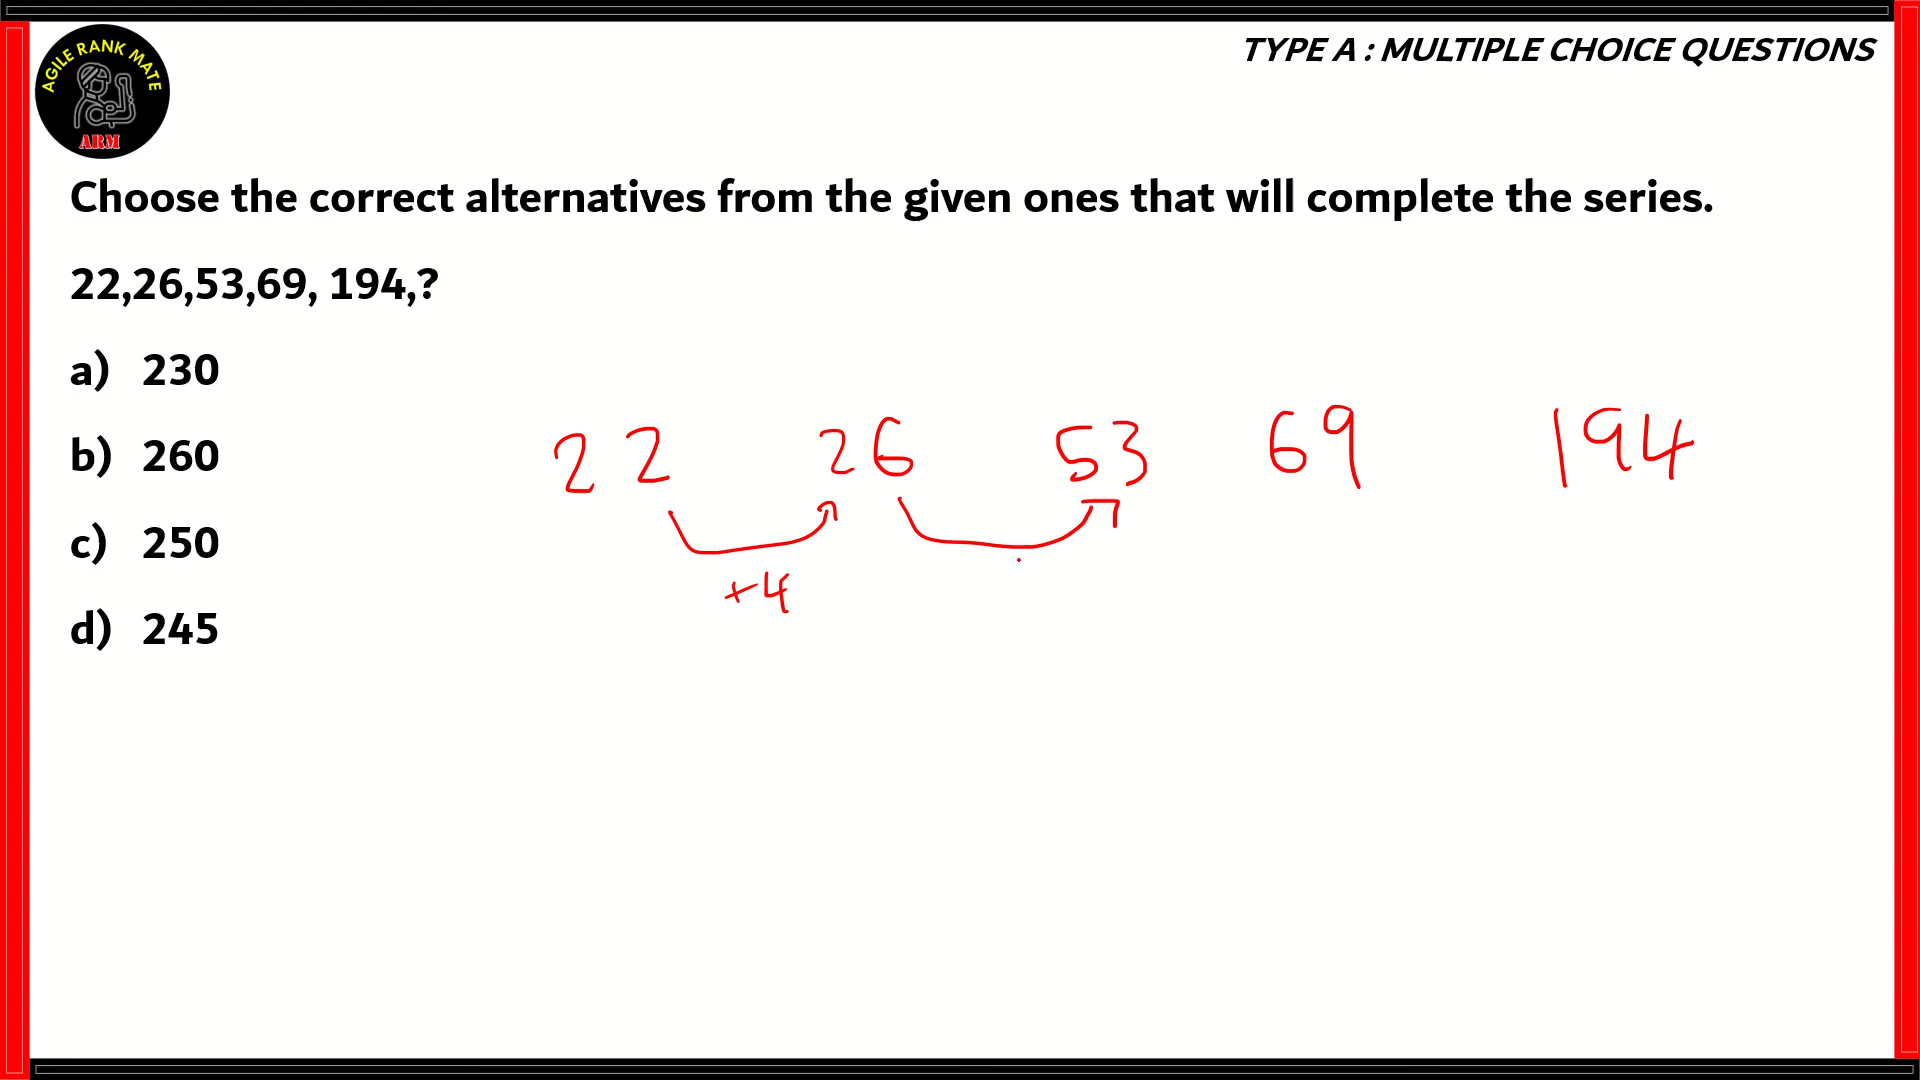 AGILE RANK MATE
ARM
TYPE A : MULTIPLE CHOICE QUESTIONS
Choose the correct alternatives from the given ones that will complete the series.
22,26,53,69, 194,?
a) 230
b) 260
c) 250
d) 245
22 26 53 69 194
+4